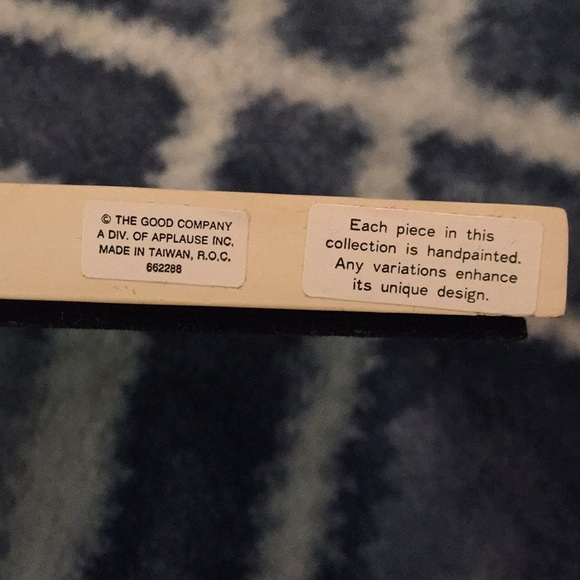 © THE GOOD COMPANY
A DIV. OF APPLAUSE INC.
MADE IN TAIWAN, R.O.C.
662288
Each piece in this
collection is handpainted.
Any variations enhance
its unique design.